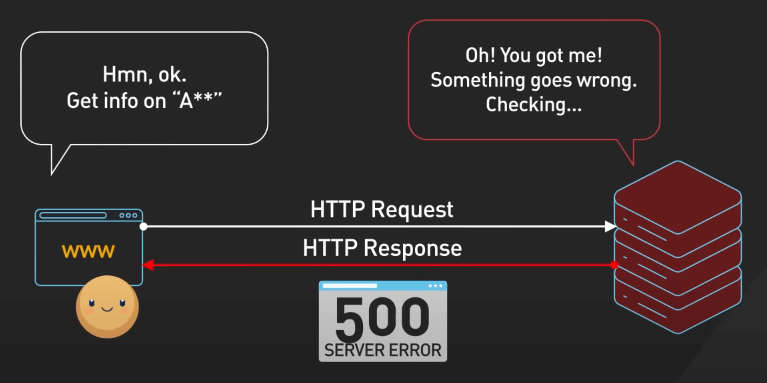 Hmn, ok.
Get info on “A**”
Oh! You got me!
Something goes wrong.
Checking...
HTTP Request
HTTP Response
www
500
SERVER ERROR